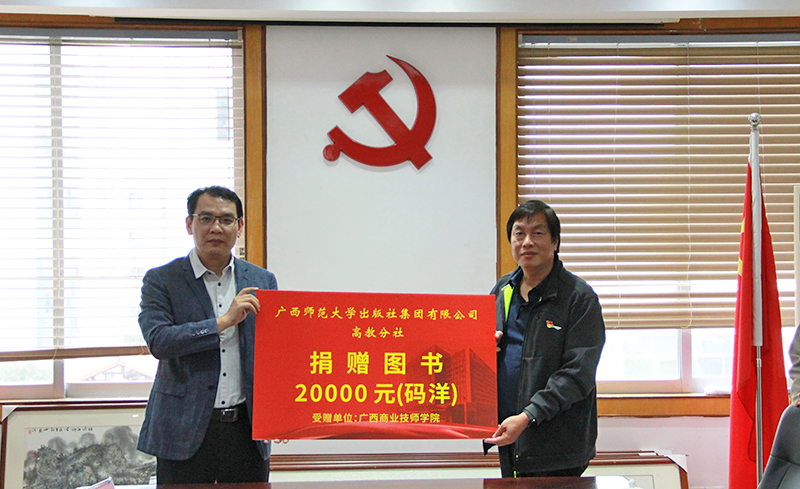 广西师范大学出版社集团有限公司
高教分社
捐赠图书
20000元(码洋)
受赠单位:广西商业技师学院